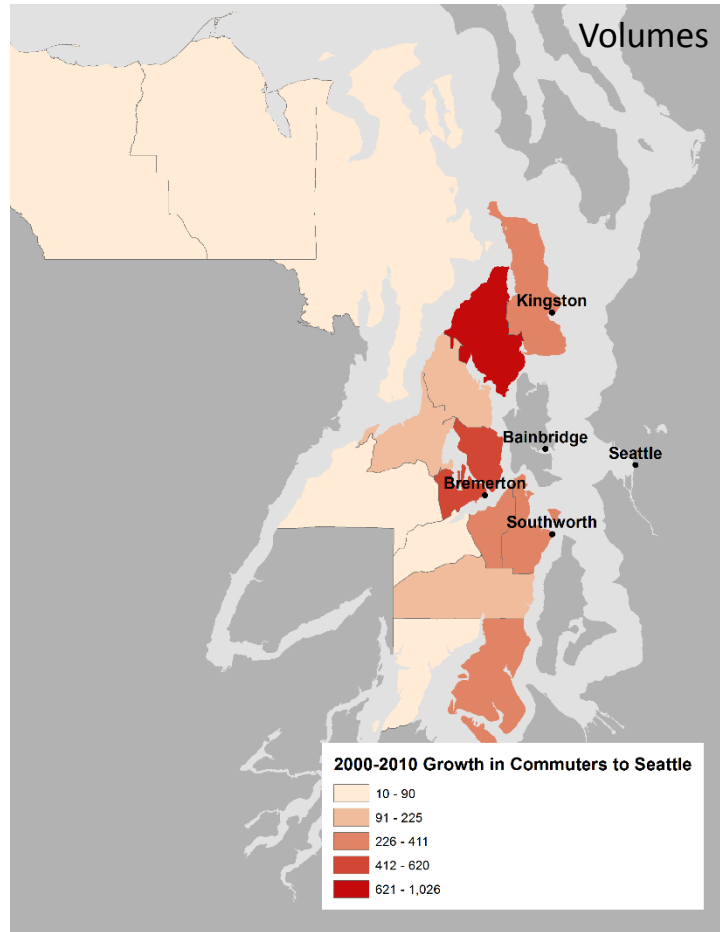 Volumes
Kingston
Bainbridge
Seattle
Bremerton
Southworth
2000-2010 Growth in Commuters to Seattle
10 - 90
91 - 225
226 - 411
412 - 620
621 - 1,026